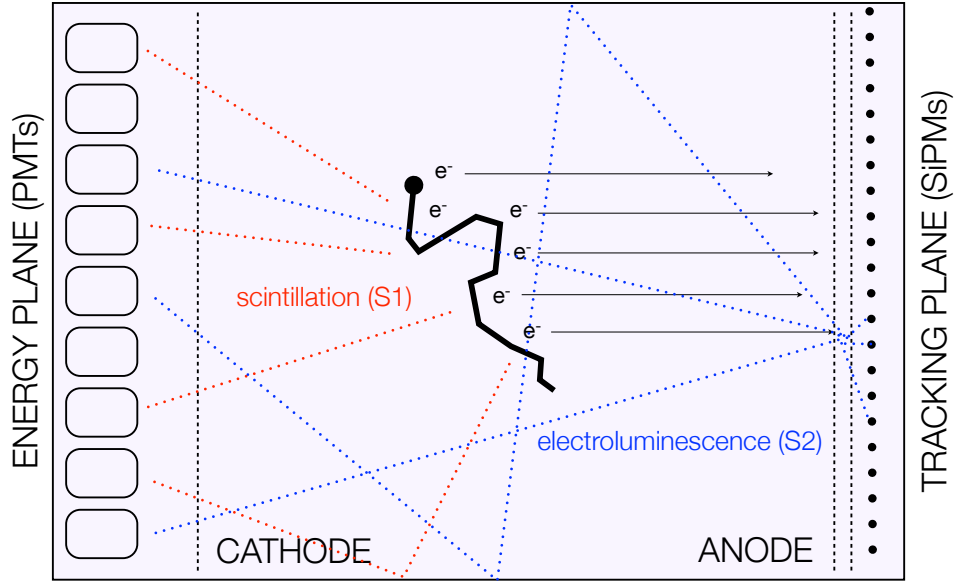 ENERGY PLANE (PMTs)
e-
e-
e-
e-
scintillation (S1)
e-
e-
electroluminescence (S2)
CATHODE
ANODE
TRACKING PLANE (SiPMs)